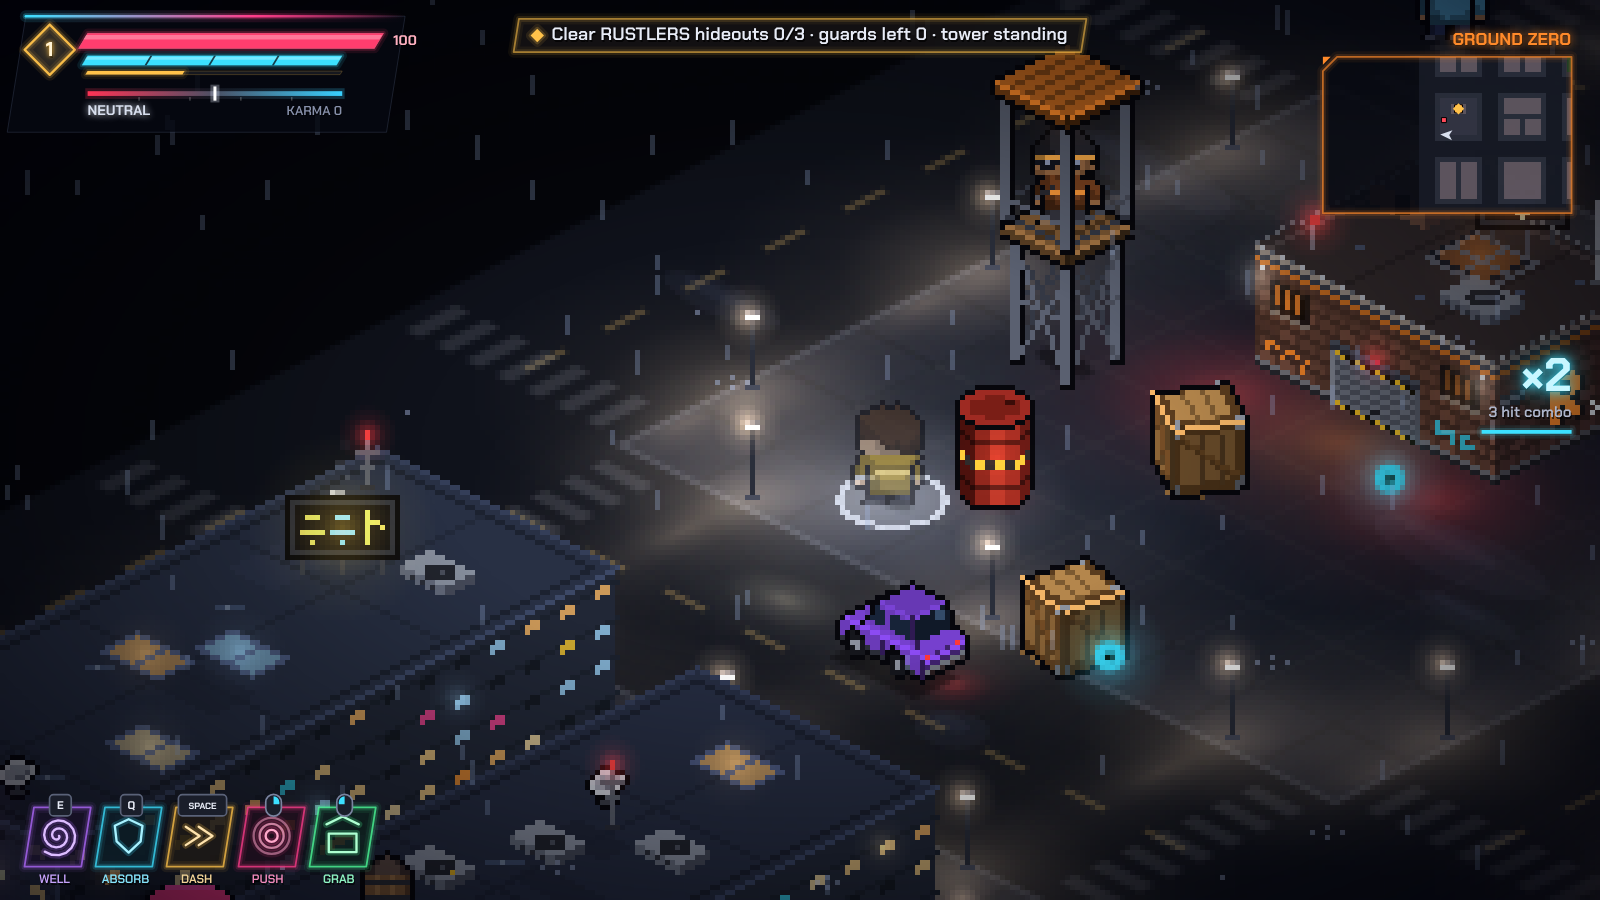 1
100
NEUTRAL
KARMA 0
Clear RUSTLERS hideouts 0/3 · guards left 0 · tower standing
GROUND ZERO
×2
3 hit combo
E
Q
SPACE
WELL
ABSORB
DASH
PUSH
GRAB